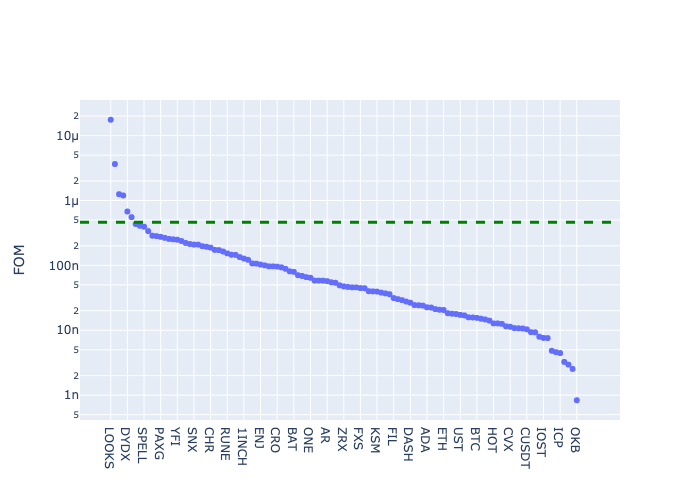 FOM
2
10μ
5
2
1μ
5
2
100n
5
2
10n
5
2
1n
5
LOOKS
DYDX
SPELL
PAXG
YFI
SNX
CHR
RUNE
1INCH
ENJ
CRO
BAT
ONE
AR
ZRX
FXS
KSM
FIL
DASH
ADA
ETH
UST
BTC
HOT
CVX
CUSDT
IOST
ICP
OKB